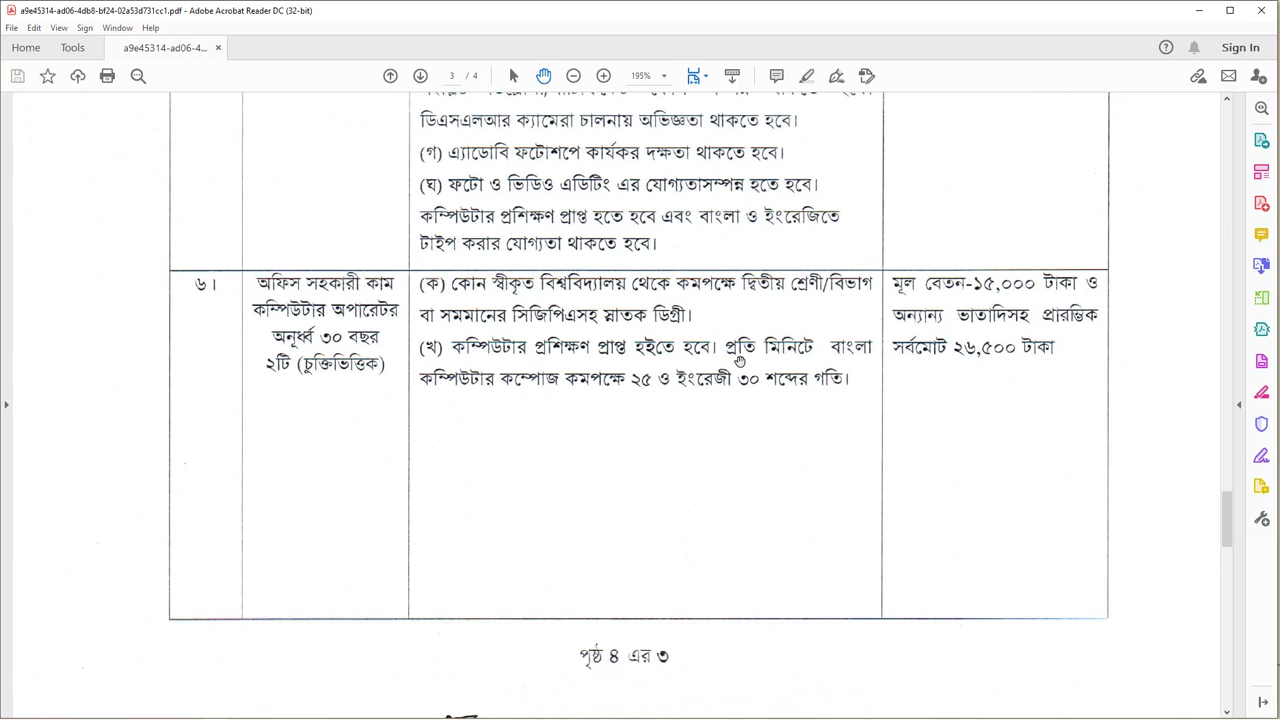 a9e45314-ad06-4db8-bf24-02a53d731cc1.pdf - Adobe Acrobat Reader DC (32-bit)
File Edit View Sign Window Help
Home Tools a9e45314-ad06-4... × Sign In
3 / 4 195%
ডিএসএলআর ক্যামেরা চালনায় অভিজ্ঞতা থাকতে হবে।
(গ) এ্যাডোবি ফটোশপে কার্যকর দক্ষতা থাকতে হবে।
(ঘ) ফটো ও ভিডিও এডিটিং এর যোগ্যতাসম্পন্ন হতে হবে।
কম্পিউটার প্রশিক্ষণ প্রাপ্ত হতে হবে এবং বাংলা ও ইংরেজিতে
টাইপ করার যোগ্যতা থাকতে হবে।
৬।
অফিস সহকারী কাম
কম্পিউটার অপারেটর
অনূর্ধ্ব ৩০ বছর
২টি (চুক্তিভিত্তিক)
(ক) কোন স্বীকৃত বিশ্ববিদ্যালয় থেকে কমপক্ষে দ্বিতীয় শ্রেণী/বিভাগ
বা সমমানের সিজিপিএসহ স্নাতক ডিগ্রী।
(খ) কম্পিউটার প্রশিক্ষণ প্রাপ্ত হইতে হবে। প্রতি মিনিটে বাংলা
কম্পিউটার কম্পোজ কমপক্ষে ২৫ ও ইংরেজী ৩০ শব্দের গতি।
মূল বেতন-১৫,০০০ টাকা ও
অন্যান্য ভাতাদিসহ প্রারম্ভিক
সর্বমোট ২৬,৫০০ টাকা
পৃষ্ঠ ৪ এর ৩